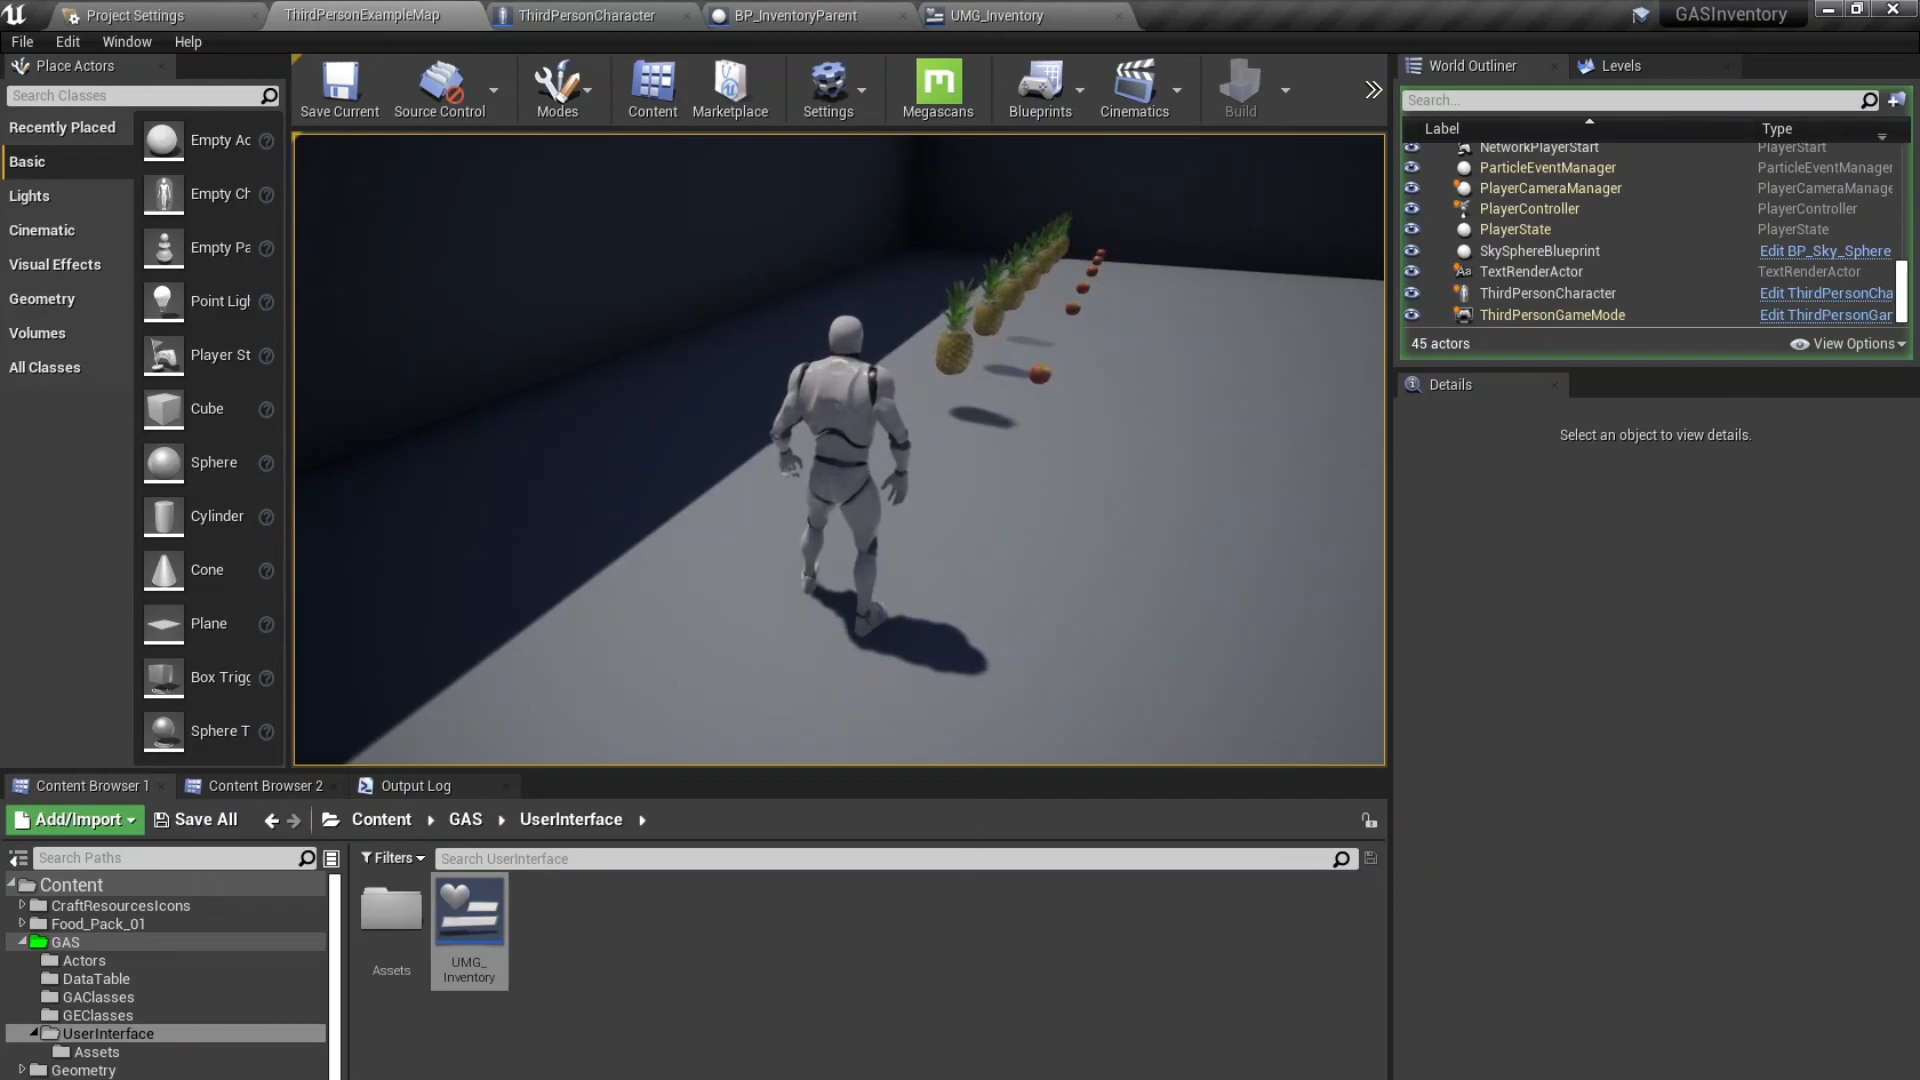 Project Settings
ThirdPersonExampleMap
ThirdPersonCharacter
BP_InventoryParent
UMG_Inventory
GASInventory
File
Edit
Window
Help
Place Actors
Search Classes
Recently Placed
Basic
Lights
Cinematic
Visual Effects
Geometry
Volumes
All Classes
Empty Ac
Empty Ch
Empty Pa
Point Ligh
Player St
Cube
Sphere
Cylinder
Cone
Plane
Box Trigg
Sphere T
Save Current
Source Control
Modes
Content
Marketplace
Settings
Megascans
Blueprints
Cinematics
Build
World Outliner
Levels
Search...
Label
Type
NetworkPlayerStart
PlayerStart
ParticleEventManager
ParticleEventManager
PlayerCameraManager
PlayerCameraManage
PlayerController
PlayerController
PlayerState
PlayerState
SkySphereBlueprint
Edit BP_Sky_Sphere
TextRenderActor
TextRenderActor
ThirdPersonCharacter
Edit ThirdPersonCha
ThirdPersonGameMode
Edit ThirdPersonGar
45 actors
View Options
Details
Select an object to view details.
Content Browser 1
Content Browser 2
Output Log
Add/Import
Save All
Content
GAS
UserInterface
Search Paths
Filters
Search UserInterface
Content
CraftResourcesIcons
Food_Pack_01
GAS
Actors
DataTable
GAClasses
GEClasses
UserInterface
Assets
Geometry
Assets
UMG_
Inventory